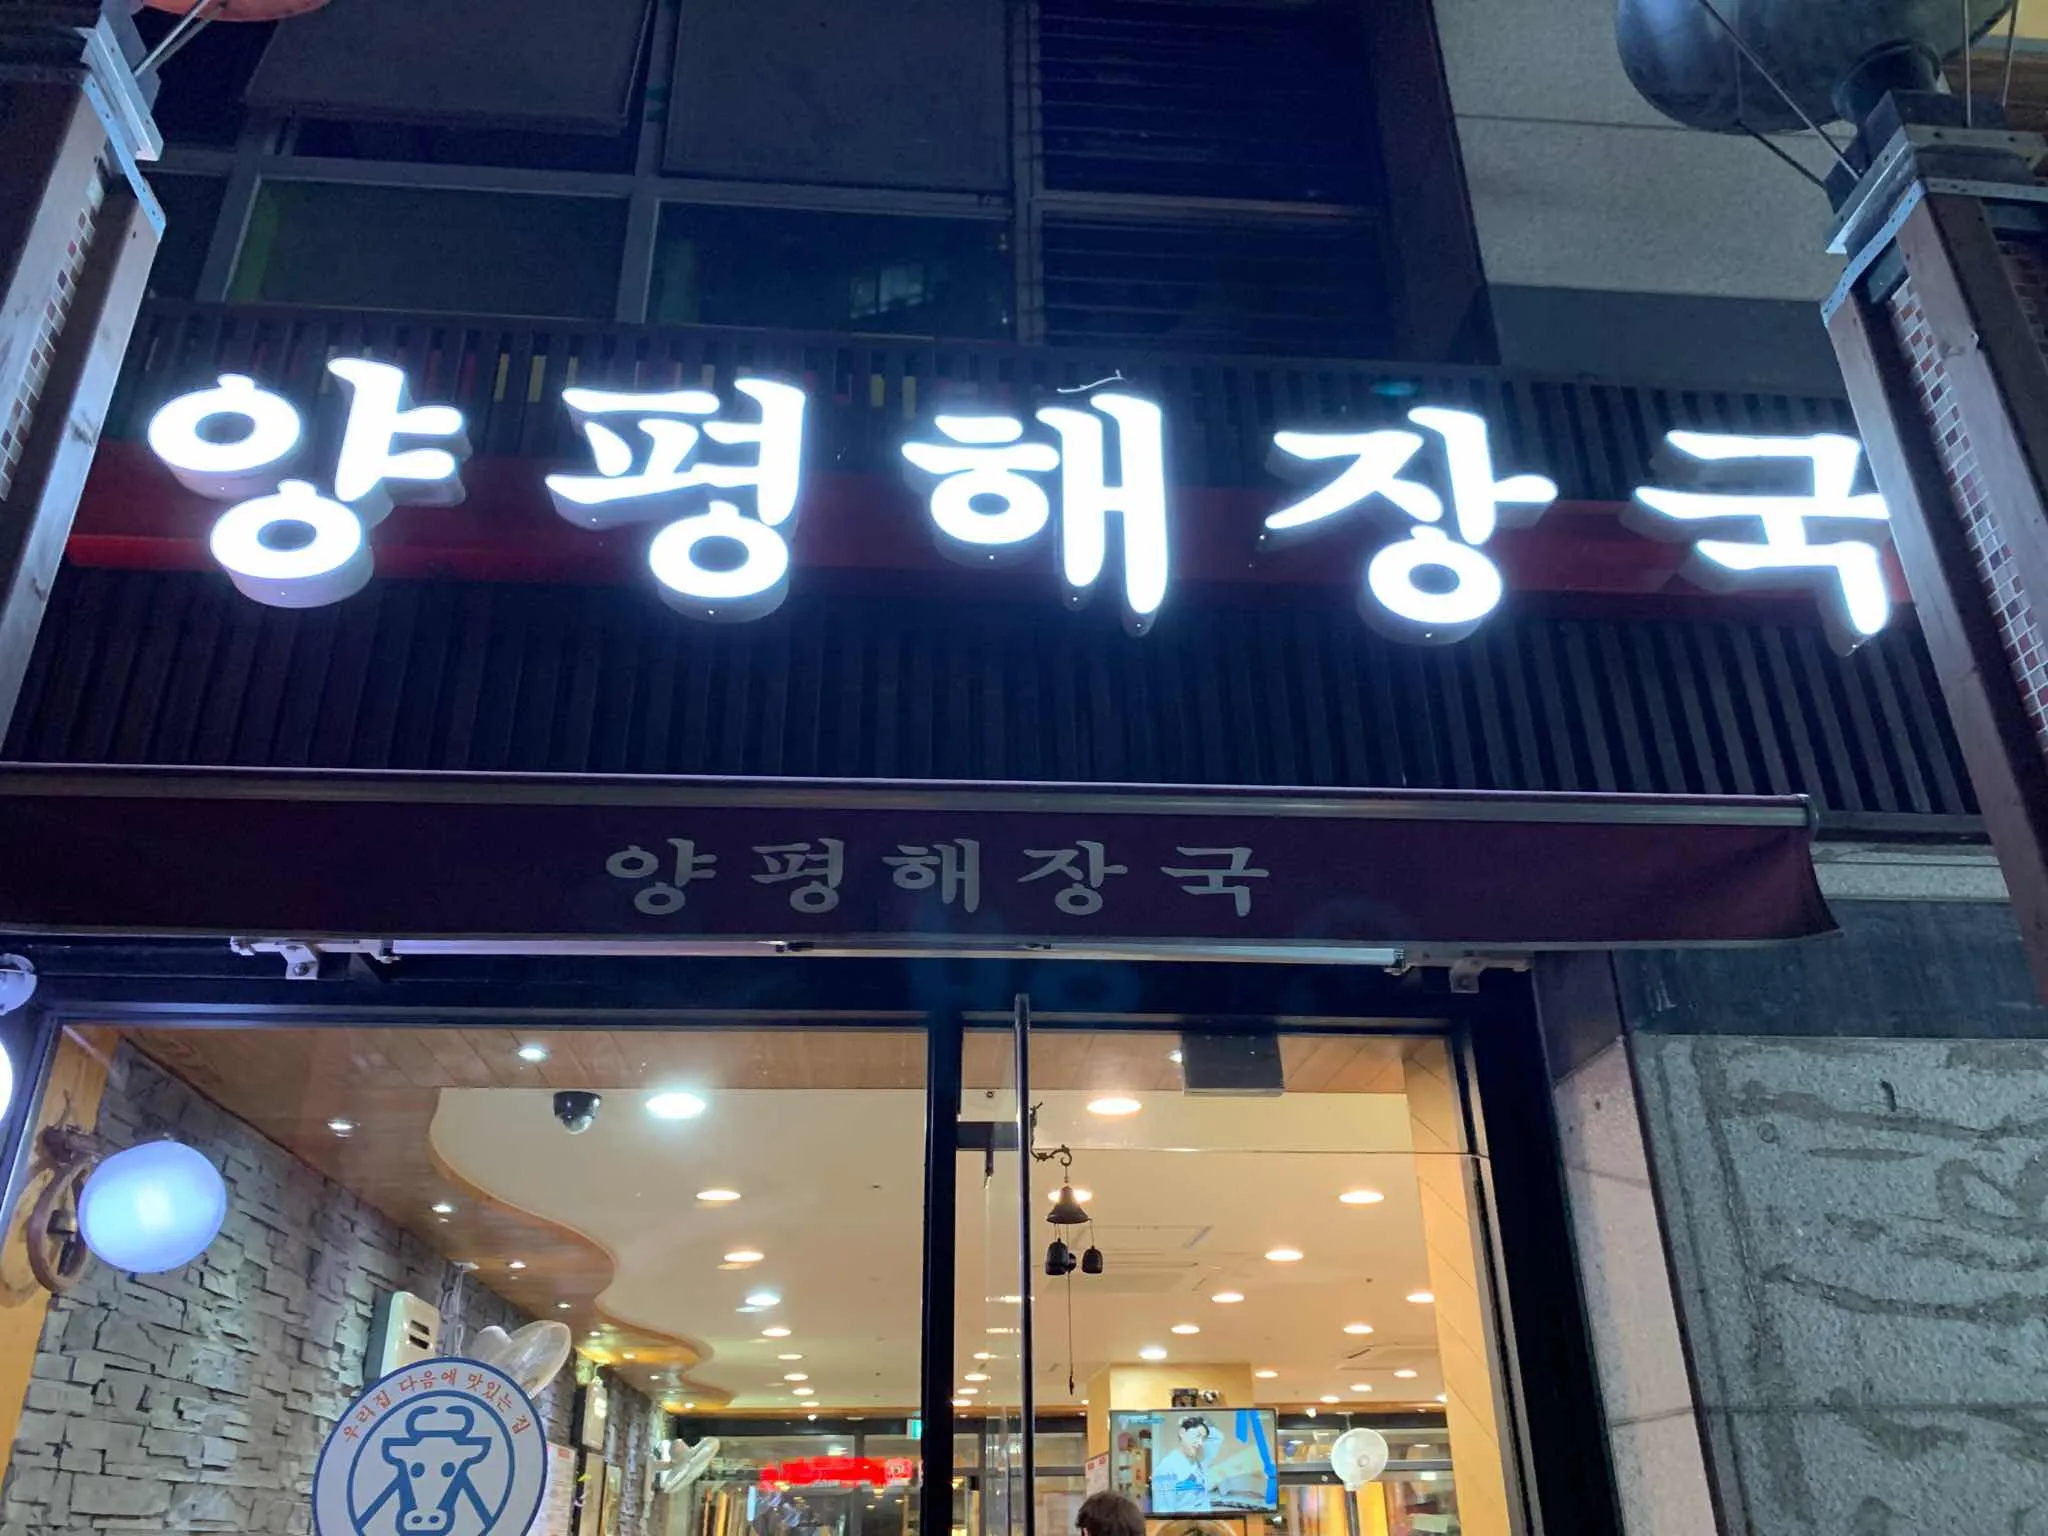 양평해장국
양평해장국
우리집 다음에 맛있는 집